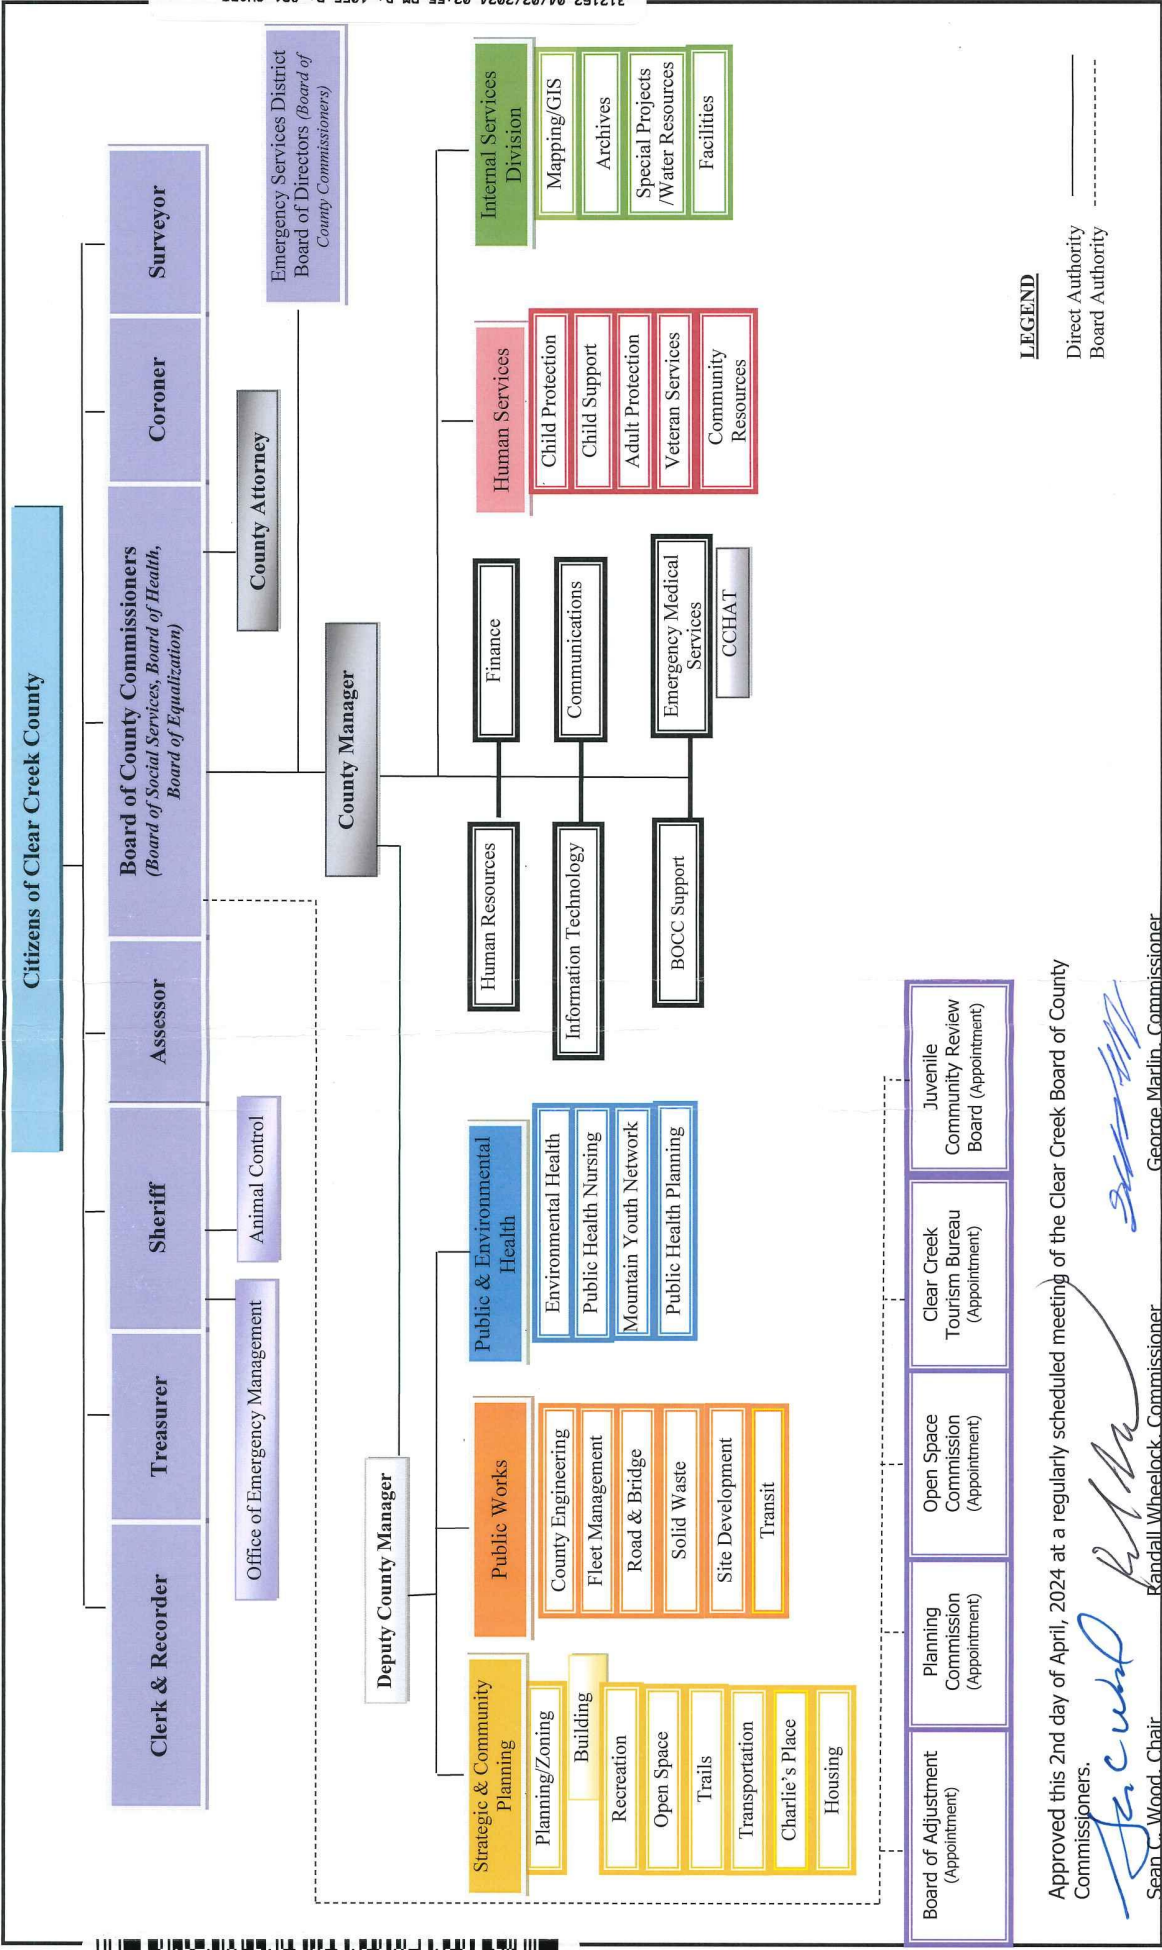 Citizens of Clear Creek County
Clerk & Recorder
Treasurer
Sheriff
Assessor
Board of County Commissioners
(Board of Social Services, Board of Health,
Board of Equalization)
Coroner
Surveyor
Office of Emergency Management
Animal Control
County Attorney
Emergency Services District
Board of Directors (Board of
County Commissioners)
County Manager
Deputy County Manager
Strategic & Community
Planning
Planning/Zoning
Building
Recreation
Open Space
Trails
Transportation
Charlie's Place
Housing
Public Works
County Engineering
Fleet Management
Road & Bridge
Solid Waste
Site Development
Transit
Public & Environmental
Health
Environmental Health
Public Health Nursing
Mountain Youth Network
Public Health Planning
Human Resources
Finance
Information Technology
Communications
BOCC Support
Emergency Medical
Services
CCHAT
Human Services
Child Protection
Child Support
Adult Protection
Veteran Services
Community
Resources
Internal Services
Division
Mapping/GIS
Archives
Special Projects
/Water Resources
Facilities
Board of Adjustment
(Appointment)
Planning
Commission
(Appointment)
Open Space
Commission
(Appointment)
Clear Creek
Tourism Bureau
(Appointment)
Juvenile
Community Review
Board (Appointment)
LEGEND
Direct Authority
Board Authority
Approved this 2nd day of April, 2024 at a regularly scheduled meeting of the Clear Creek Board of County
Commissioners.
Sean C. Wood, Chair
Randall Wheelock, Commissioner
George Marlin, Commissioner